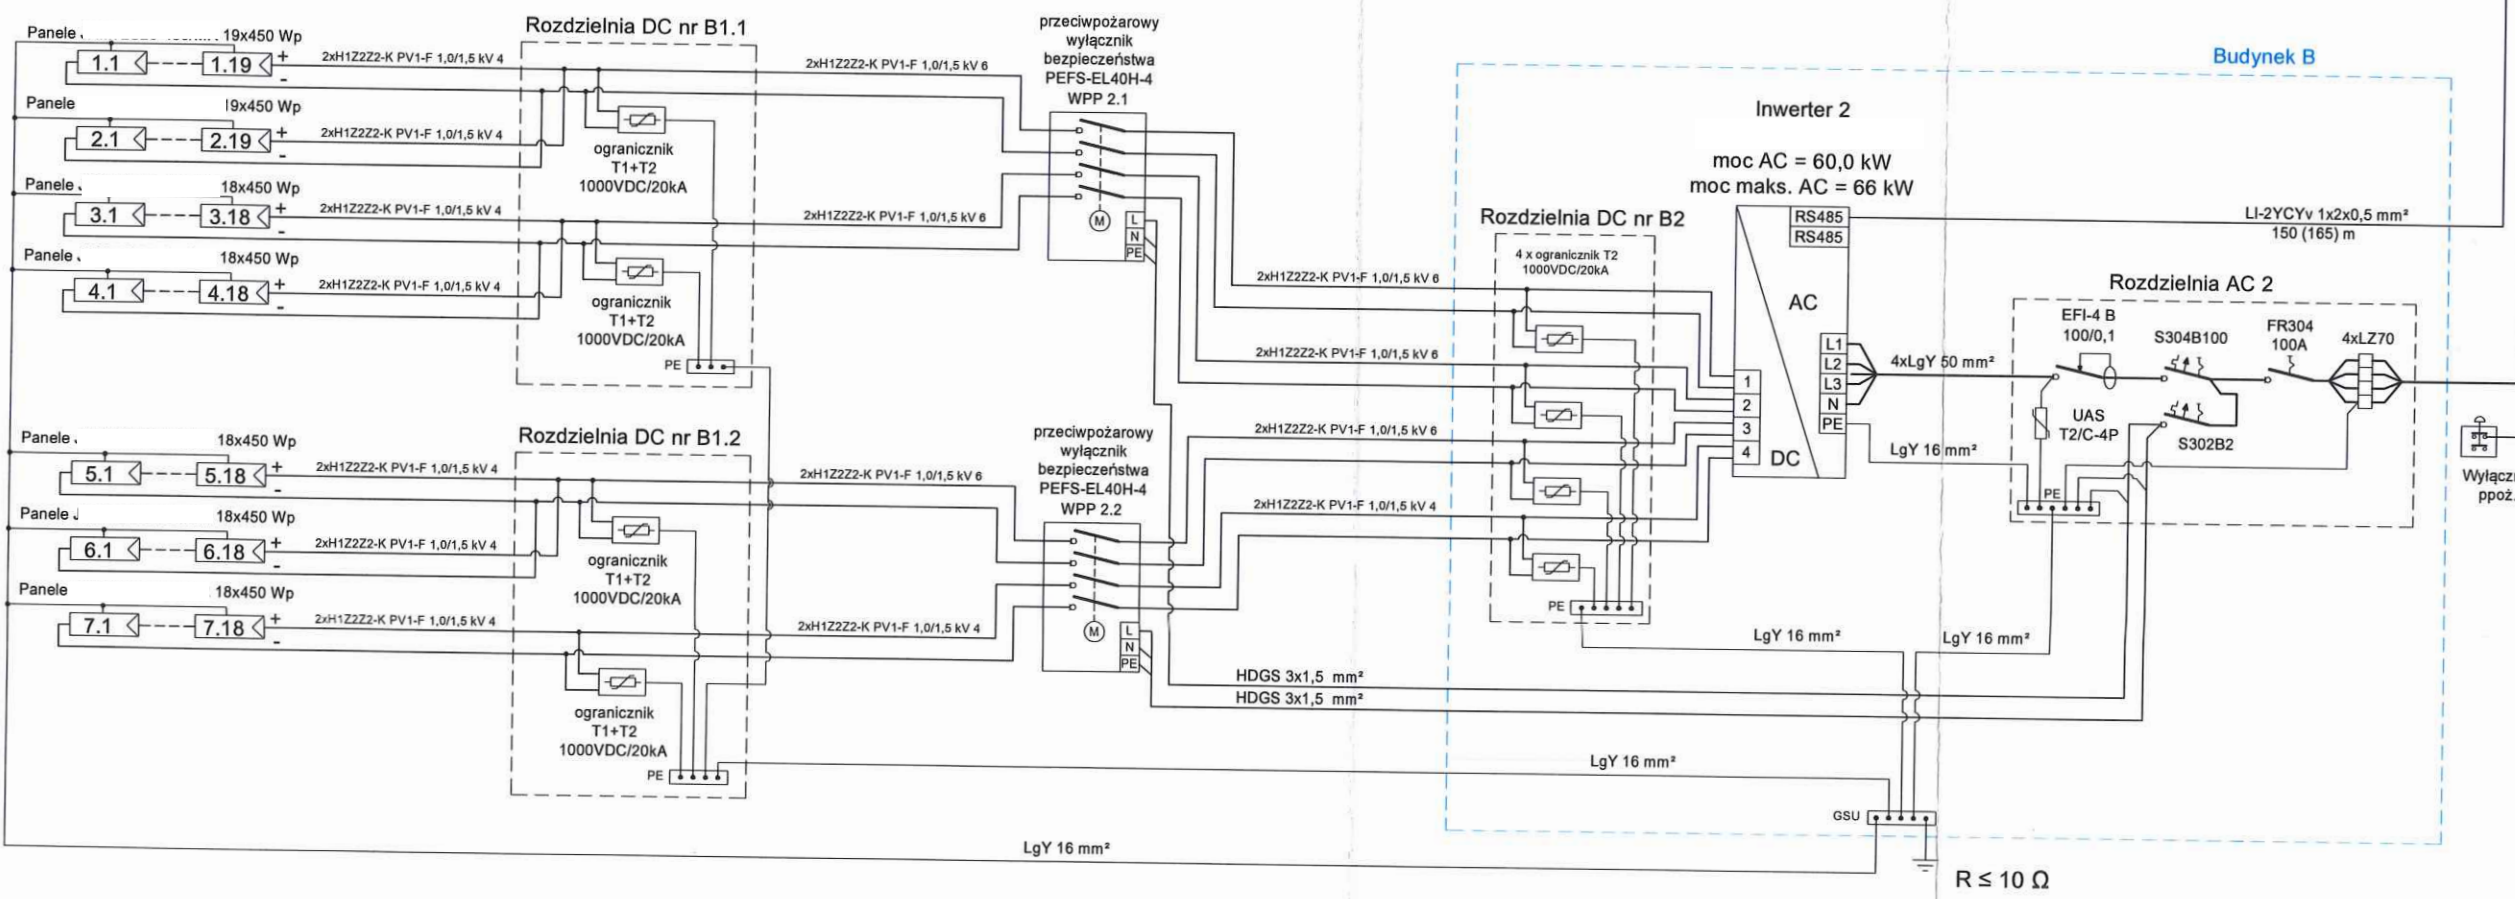 Rozdzielnia DC nr B1.1
Panele
19x450 Wp
1.1
1.19
+
-
2xH1Z2Z2-K PV1-F 1,0/1,5 kV 4
2xH1Z2Z2-K PV1-F 1,0/1,5 kV 6
Panele
19x450 Wp
2.1
2.19
+
-
2xH1Z2Z2-K PV1-F 1,0/1,5 kV 4
ogranicznik
T1+T2
1000VDC/20kA
Panele
18x450 Wp
3.1
3.18
+
-
2xH1Z2Z2-K PV1-F 1,0/1,5 kV 4
2xH1Z2Z2-K PV1-F 1,0/1,5 kV 6
Panele
18x450 Wp
4.1
4.18
+
-
2xH1Z2Z2-K PV1-F 1,0/1,5 kV 4
ogranicznik
T1+T2
1000VDC/20kA
PE
przeciwpożarowy
wyłącznik
bezpieczeństwa
PEFS-EL40H-4
WPP 2.1
M
L
N
PE
Rozdzielnia DC nr B1.2
Panele
18x450 Wp
5.1
5.18
+
-
2xH1Z2Z2-K PV1-F 1,0/1,5 kV 4
2xH1Z2Z2-K PV1-F 1,0/1,5 kV 6
Panele
18x450 Wp
6.1
6.18
+
-
2xH1Z2Z2-K PV1-F 1,0/1,5 kV 4
ogranicznik
T1+T2
1000VDC/20kA
Panele
18x450 Wp
7.1
7.18
+
-
2xH1Z2Z2-K PV1-F 1,0/1,5 kV 4
2xH1Z2Z2-K PV1-F 1,0/1,5 kV 4
ogranicznik
T1+T2
1000VDC/20kA
PE
przeciwpożarowy
wyłącznik
bezpieczeństwa
PEFS-EL40H-4
WPP 2.2
M
L
N
PE
Budynek B
Inwerter 2
moc AC = 60,0 kW
moc maks. AC = 66 kW
RS485
RS485
LI-2YCYv 1x2x0,5 mm²
150 (165) m
Rozdzielnia DC nr B2
4 x ogranicznik T2
1000VDC/20kA
2xH1Z2Z2-K PV1-F 1,0/1,5 kV 6
2xH1Z2Z2-K PV1-F 1,0/1,5 kV 6
2xH1Z2Z2-K PV1-F 1,0/1,5 kV 6
2xH1Z2Z2-K PV1-F 1,0/1,5 kV 4
PE
AC
DC
1
2
3
4
L1
L2
L3
N
PE
4xLgY 50 mm²
LgY 16 mm²
Rozdzielnia AC 2
EFI-4 B
100/0,1
S304B100
FR304
100A
4xLZ70
UAS
T2/C-4P
S302B2
PE
Wyłącz
ppoż.
LgY 16 mm²
LgY 16 mm²
HDGS 3x1,5 mm²
HDGS 3x1,5 mm²
LgY 16 mm²
GSU
LgY 16 mm²
R ≤ 10 Ω